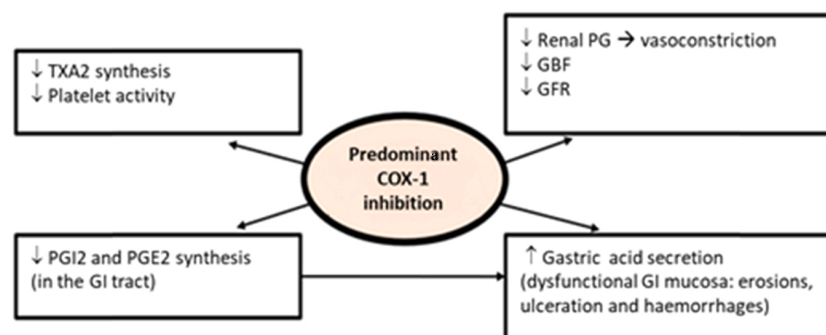 ↓ TXA2 synthesis
↓ Platelet activity
↓ Renal PG → vasoconstriction
↓ GBF
↓ GFR
Predominant
COX-1
inhibition
↓ PGI2 and PGE2 synthesis
(in the GI tract)
↑ Gastric acid secretion
(dysfunctional GI mucosa: erosions,
ulceration and haemorrhages)